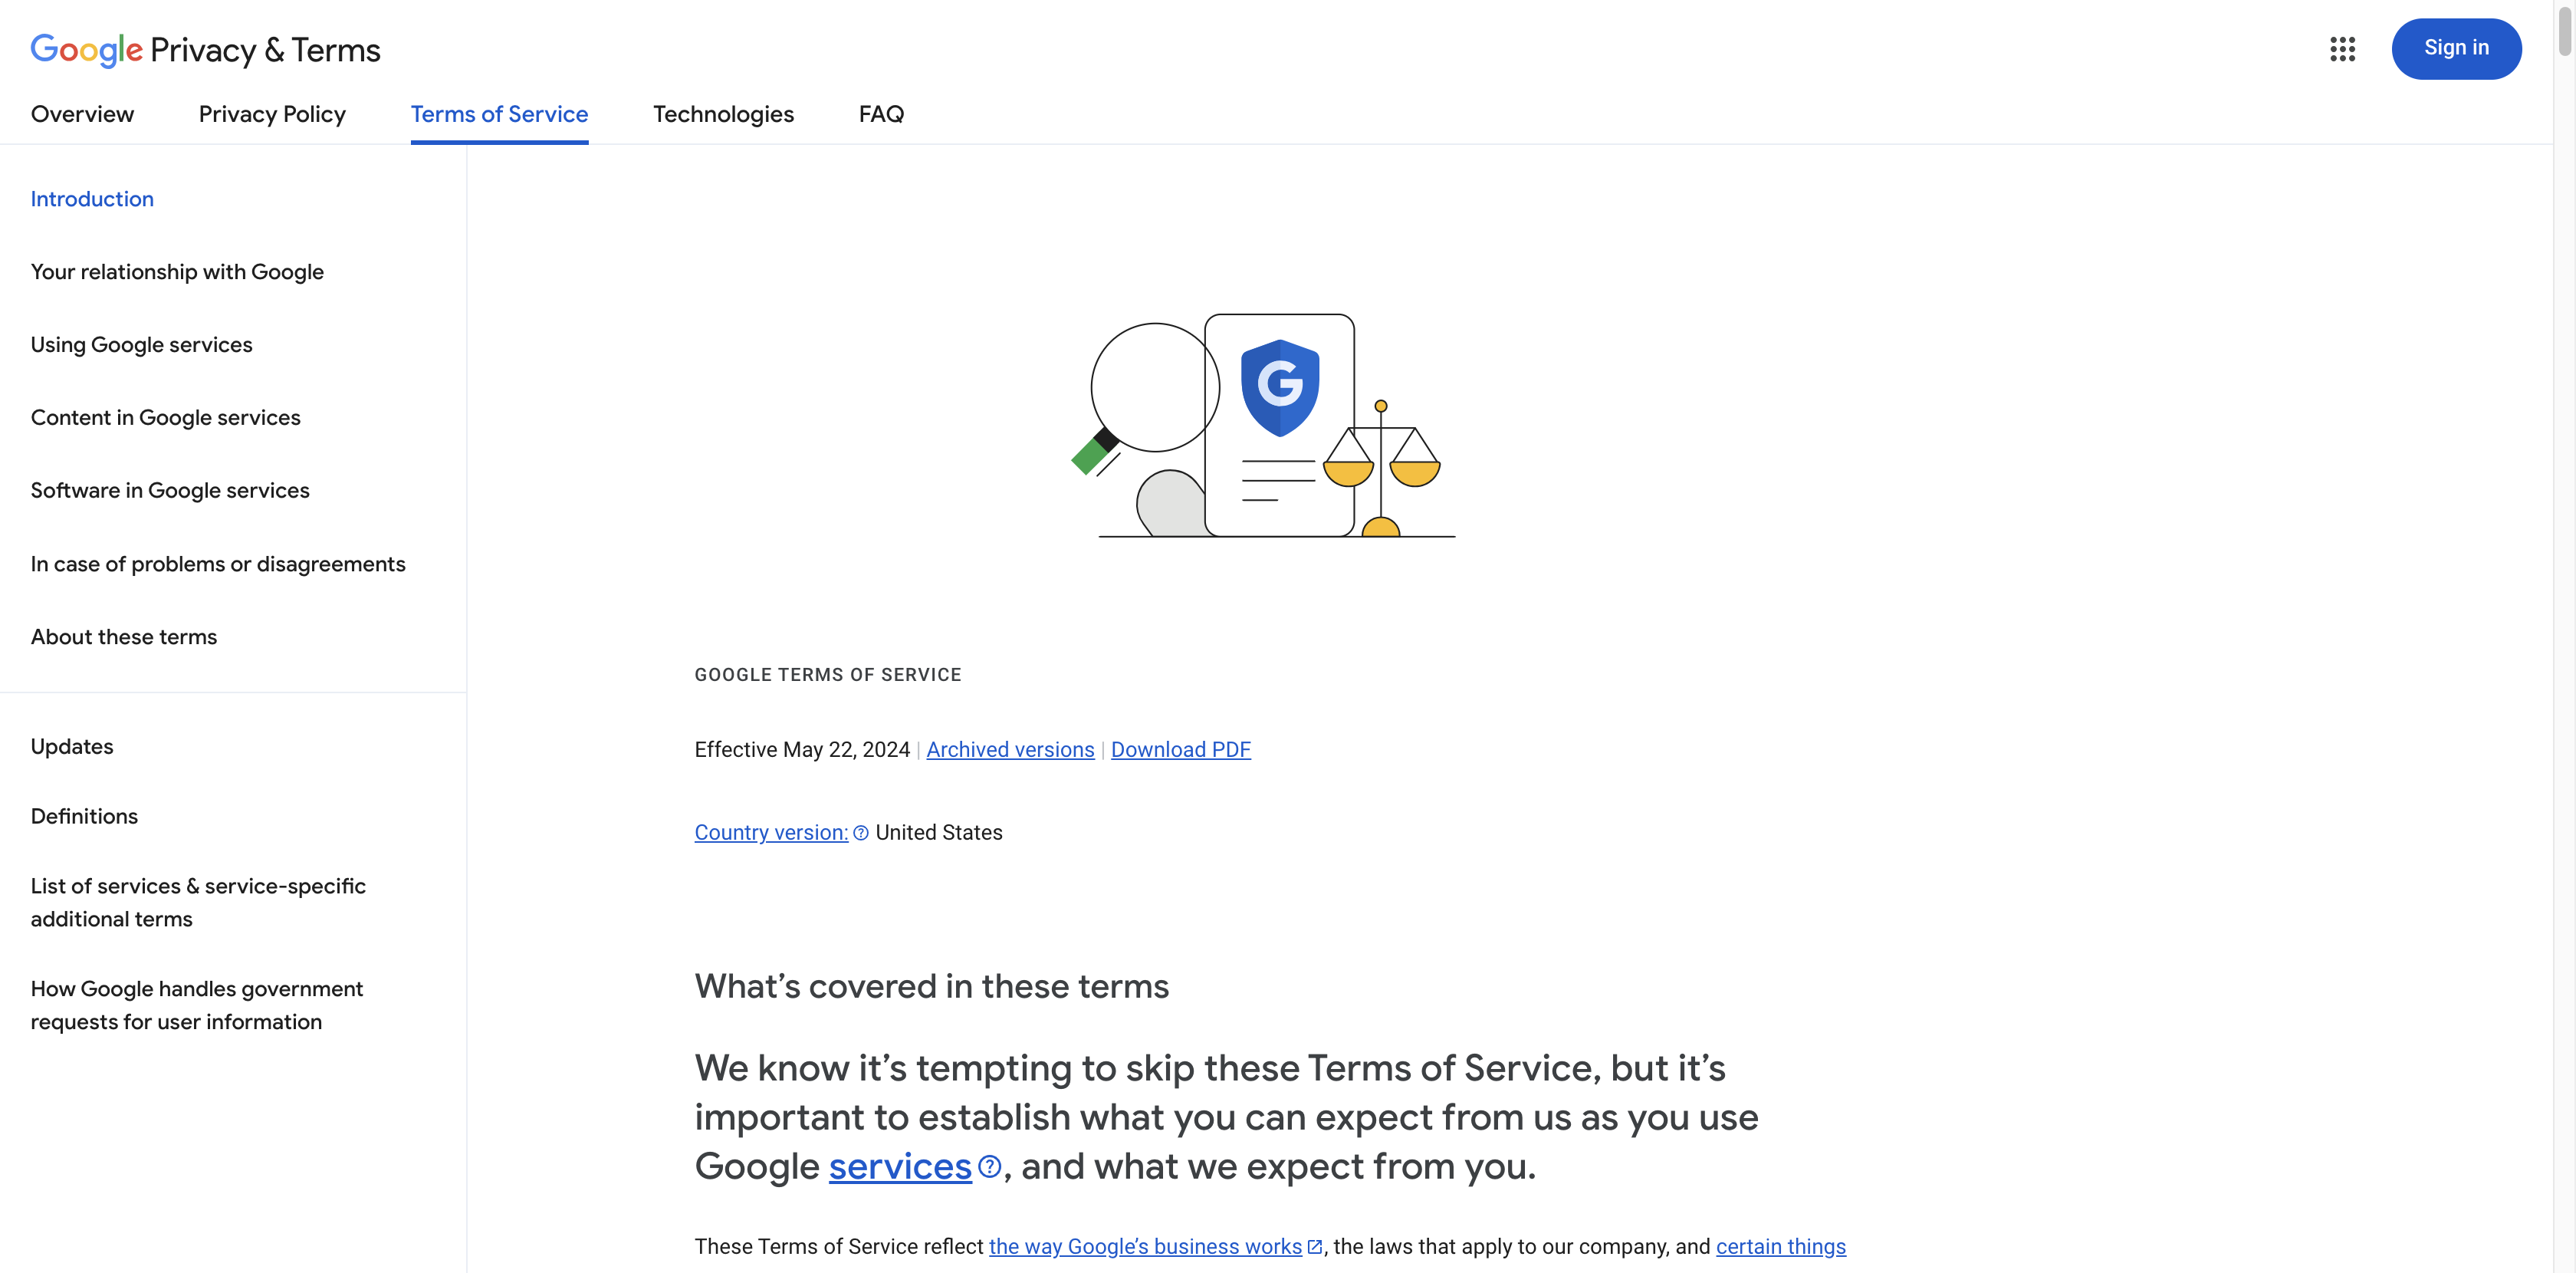 Google Privacy & Terms
Sign in
Overview
Privacy Policy
Terms of Service
Technologies
FAQ
Introduction
Your relationship with Google
Using Google services
Content in Google services
Software in Google services
In case of problems or disagreements
About these terms
Updates
Definitions
List of services & service-specific
additional terms
How Google handles government
requests for user information
G
GOOGLE TERMS OF SERVICE
Effective May 22, 2024 | Archived versions | Download PDF
Country version: United States
What’s covered in these terms
We know it’s tempting to skip these Terms of Service, but it’s
important to establish what you can expect from us as you use
Google services, and what we expect from you.
These Terms of Service reflect the way Google’s business works, the laws that apply to our company, and certain things